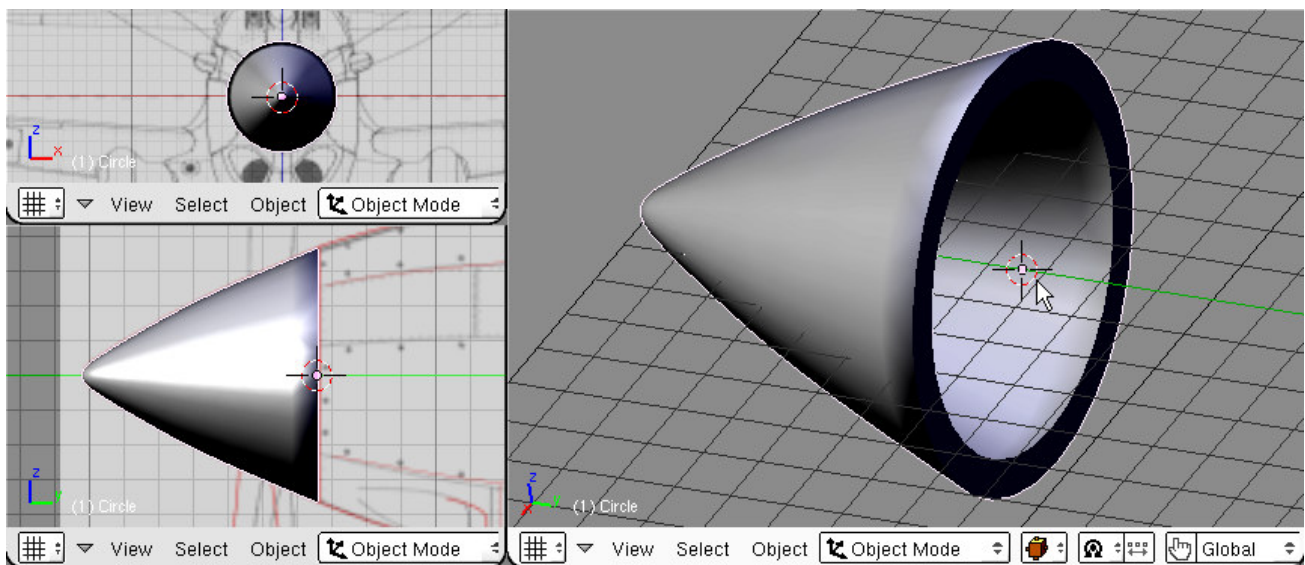 z
x
(1) Circle
View Select Object Object Mode
z
y
(1) Circle
View Select Object Object Mode
z
y
x
(1) Circle
View Select Object Object Mode Global